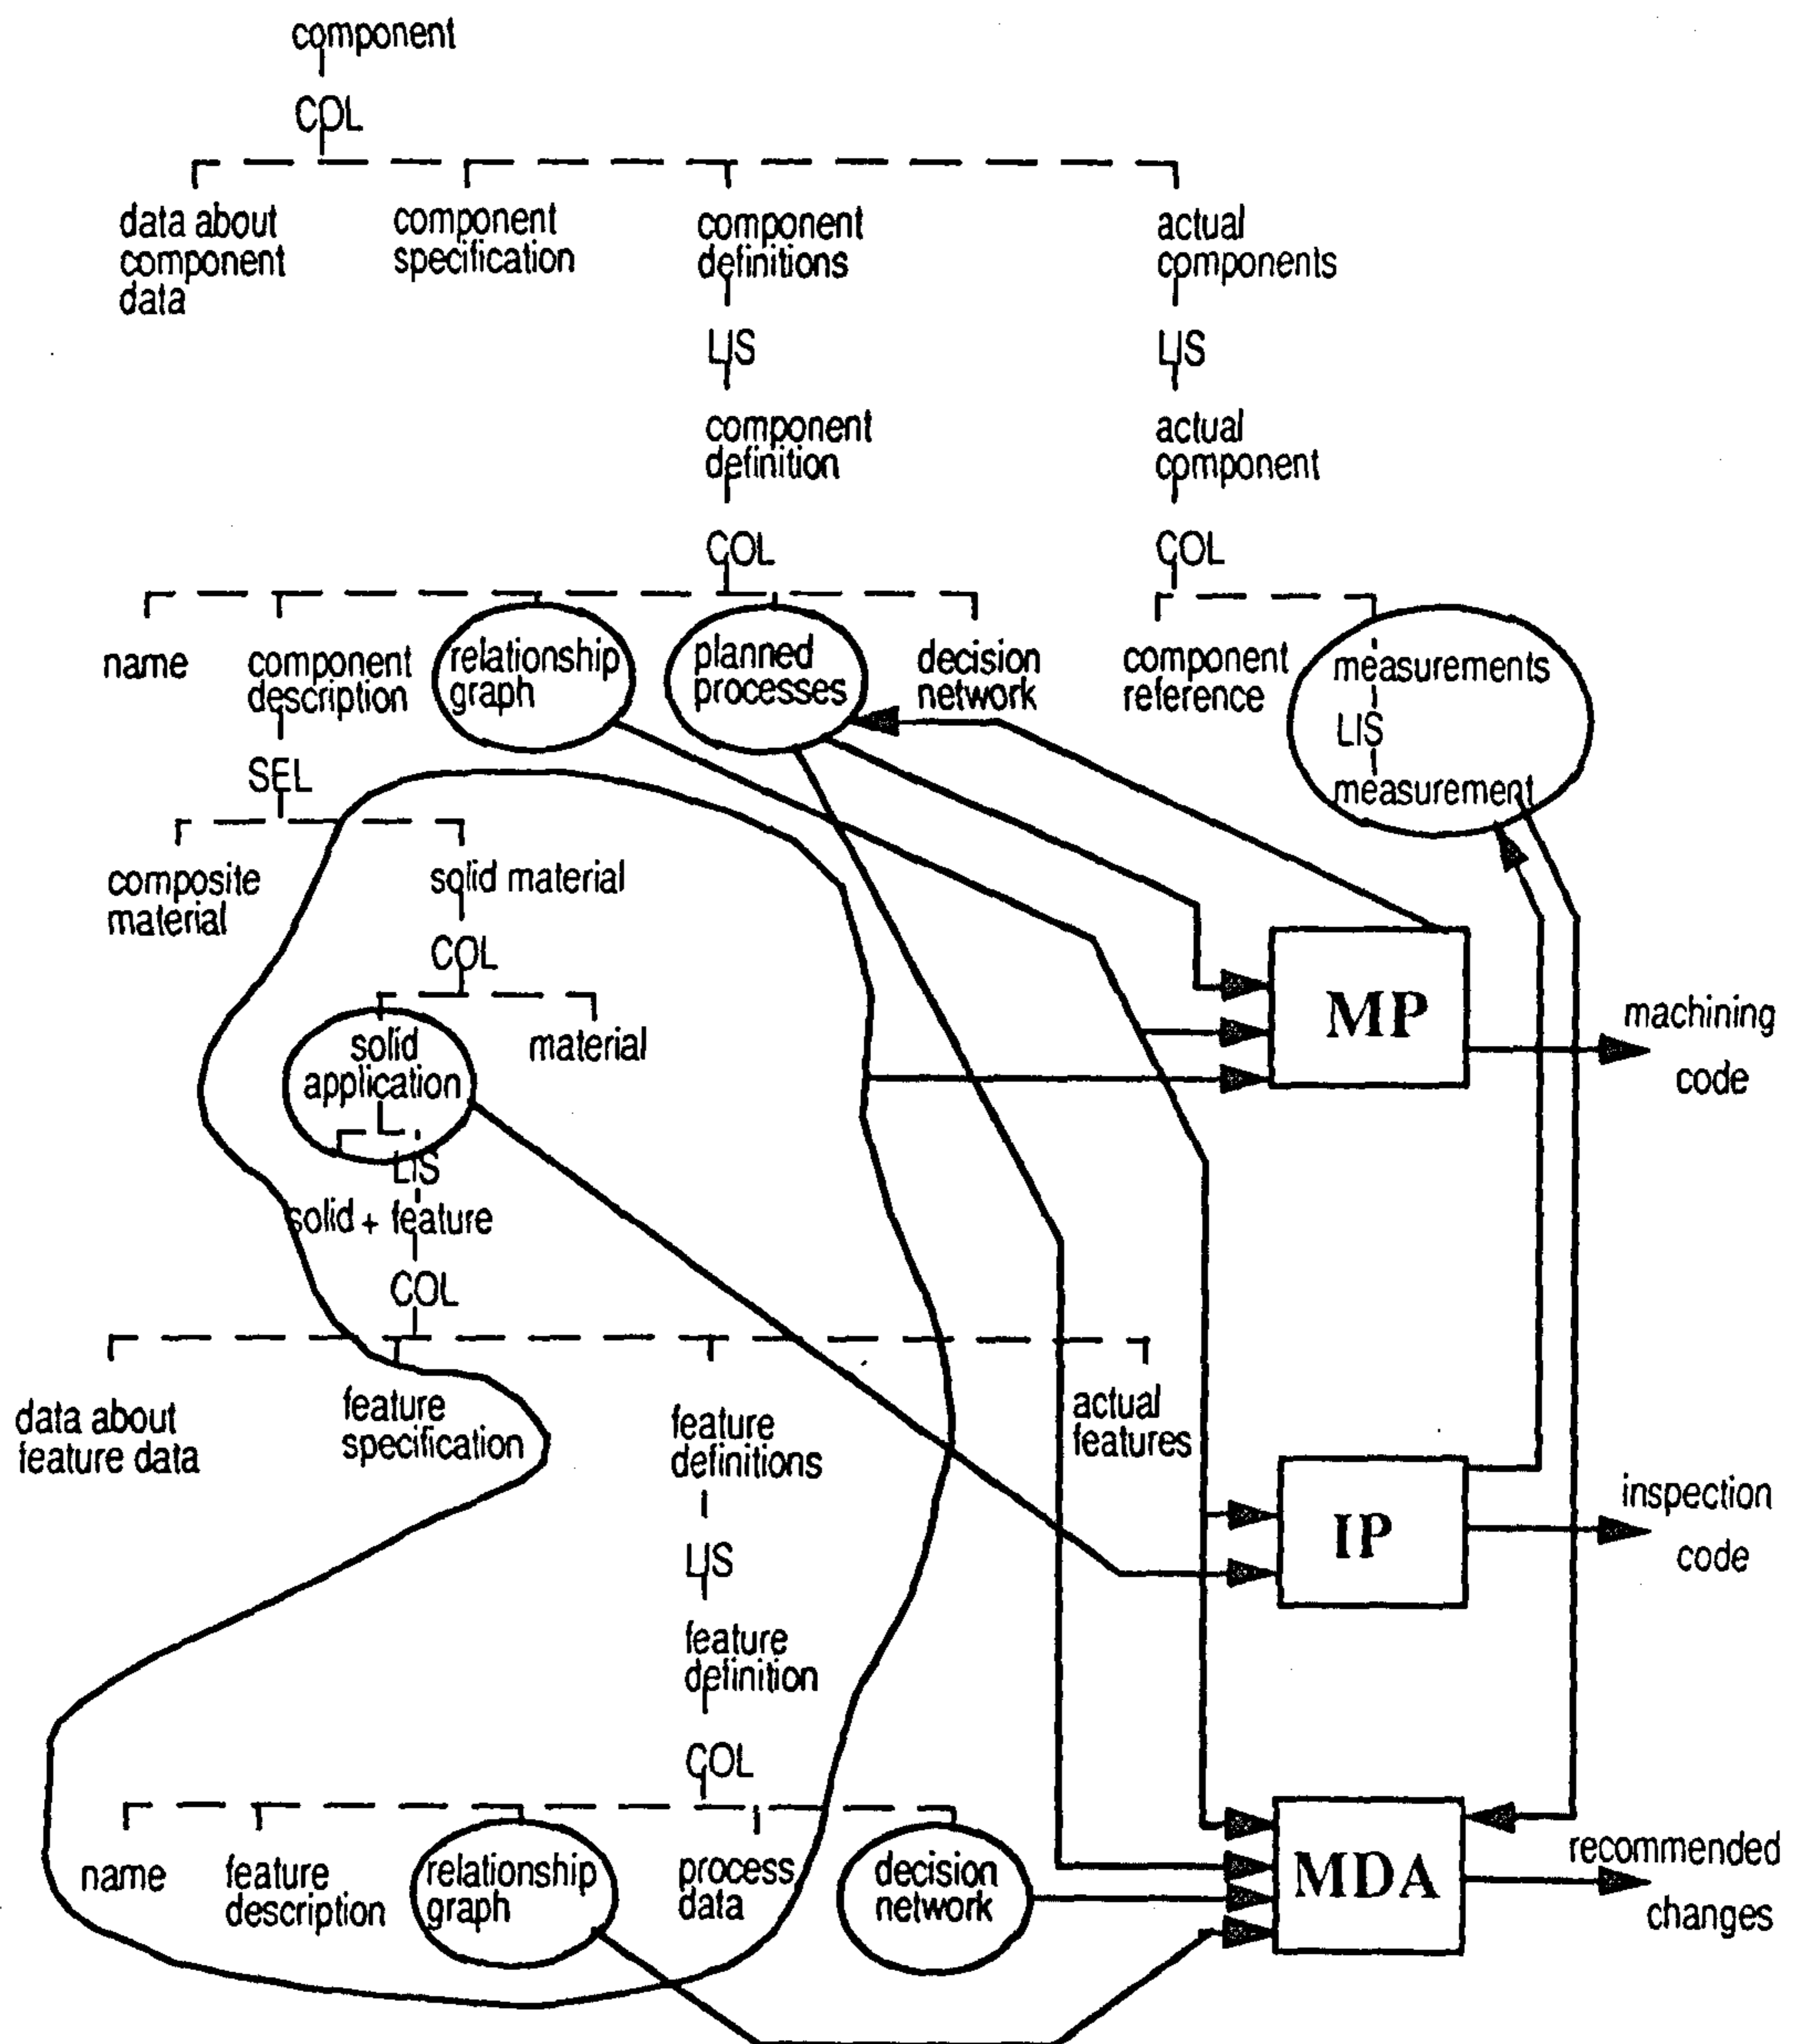 component
COL
data about
component
data
component
specification
component
definitions
actual
components
LIS
LIS
component
definition
actual
component
COL
COL
name
component
description
relationship
graph
planned
processes
decision
network
component
reference
measurements
LIS
measurement
SEL
composite
material
solid material
COL
solid
application
material
MP
machining
code
LIS
solid + feature
COL
data about
feature data
feature
specification
feature
definitions
actual
features
LIS
IP
inspection
code
feature
definition
COL
name
feature
description
relationship
graph
process
data
decision
network
MDA
recommended
changes